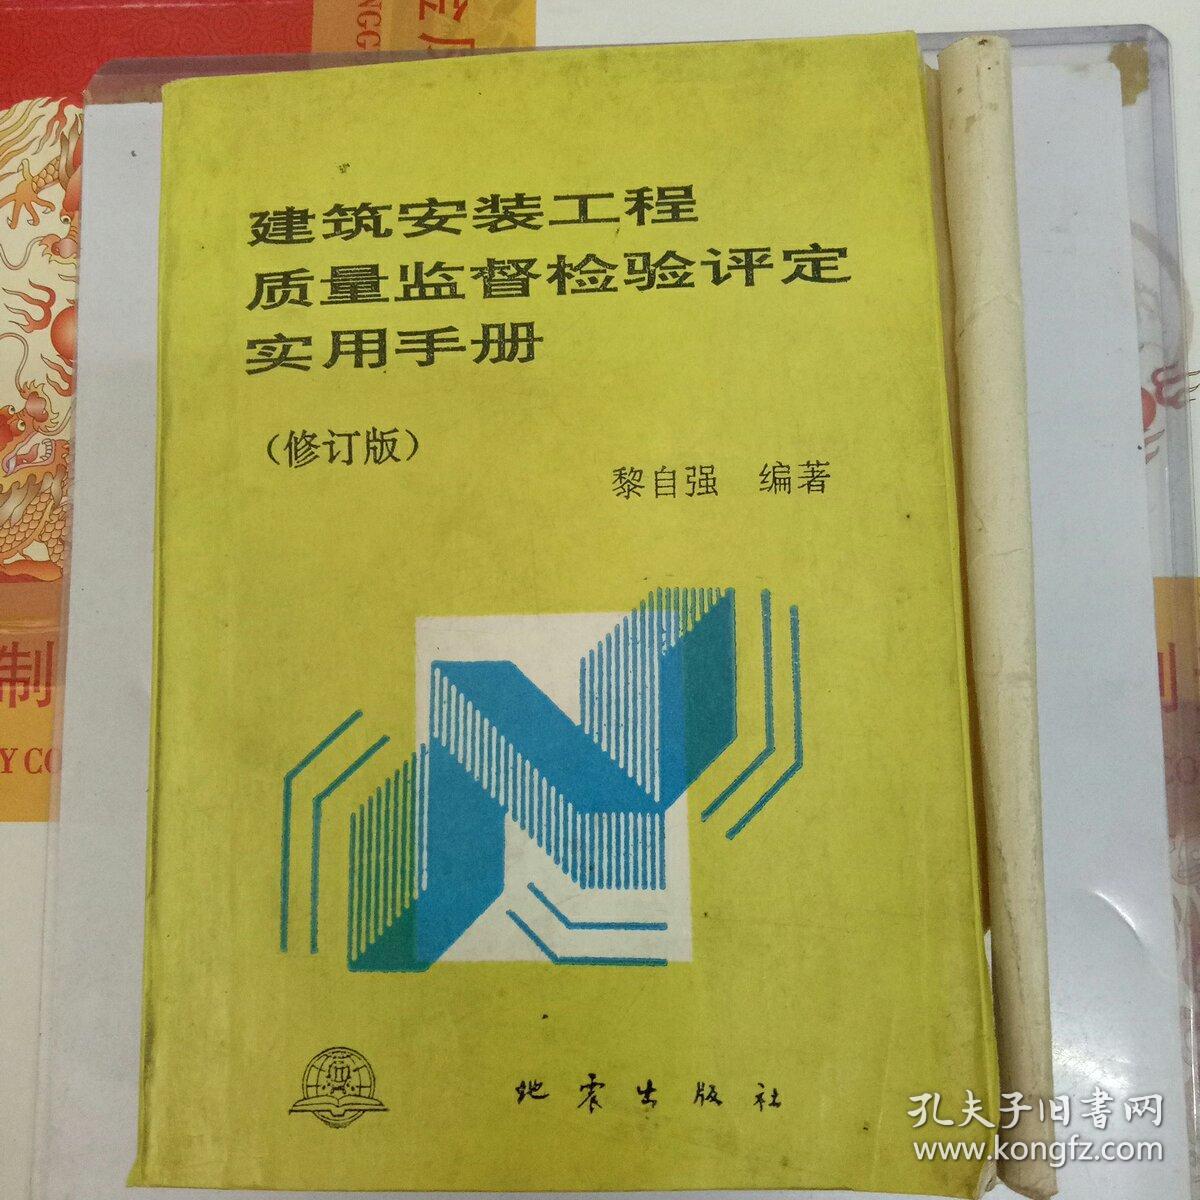 建筑安装工程
质量监督检验评定
实用手册
(修订版)
黎自强 编著
地震出版社
制
Y CO
孔夫子旧书网
www.kongfz.com